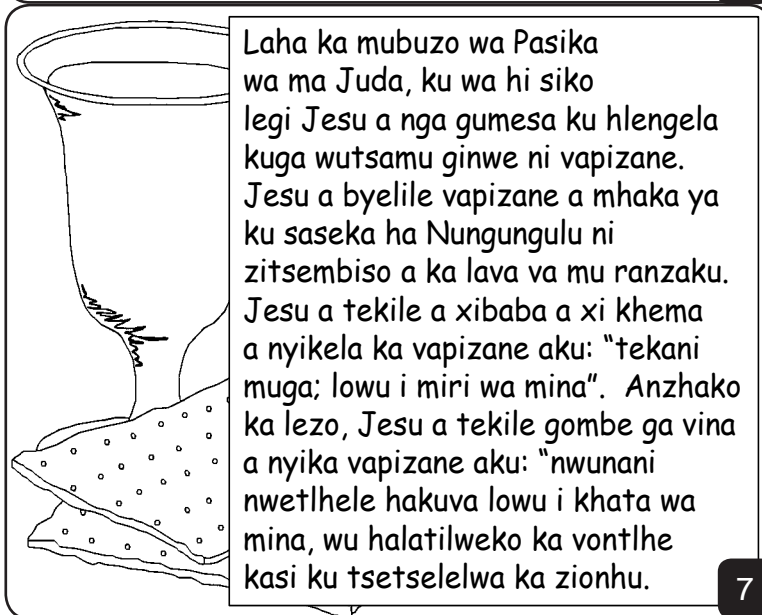 Laha ka mubuzo wa Pasika
wa ma Juda, ku wa hi siko
legi Jesu a nga gumesa ku hlengela
kuga wutsamu ginwe ni vapizane.
Jesu a byelile vapizane a mhaka ya
ku saseka ha Nungungulu ni
zitsembiso a ka lava va mu ranzaku.
Jesu a tekile a xibaba a xi khema
a nyikela ka vapizane aku: “tekani
muga; lowu i miri wa mina”. Anzhako
ka lezo, Jesu a tekile gombe ga vina
a nyika vapizane aku: “nwunani
nwetlhele hakuva lowu i khata wa
mina, wu halatilweko ka vontlhe
kasi ku tsetselelwa ka zionhu.
7